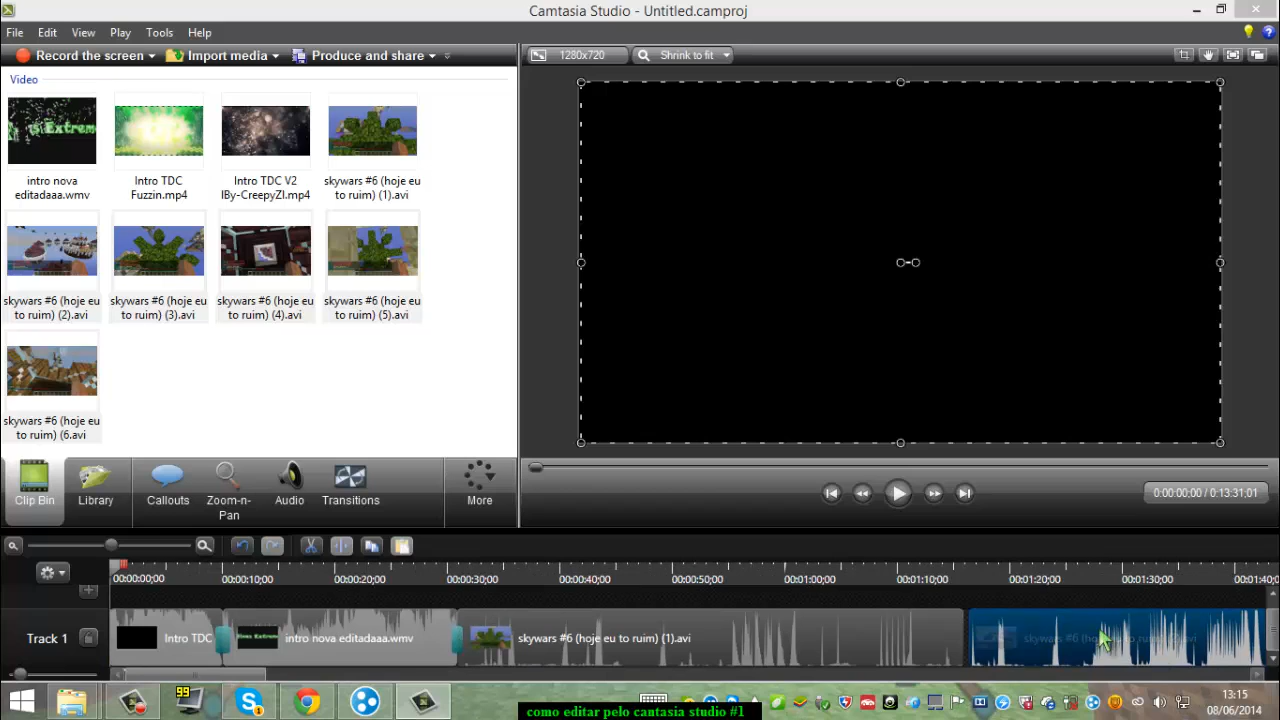 Camtasia Studio - Untitled.camproj
File Edit View Play Tools Help
Record the screen Import media Produce and share
1280x720 Shrink to fit
Video
is Extrem
intro nova
editadaaa.wmv
Intro TDC
Fuzzin.mp4
Intro TDC V2
IBy-CreepyZI.mp4
skywars #6 (hoje eu
to ruim) (1).avi
skywars #6 (hoje eu
to ruim) (2).avi
skywars #6 (hoje eu
to ruim) (3).avi
skywars #6 (hoje eu
to ruim) (4).avi
skywars #6 (hoje eu
to ruim) (5).avi
skywars #6 (hoje eu
to ruim) (6.avi
Clip Bin Library Callouts Zoom-n-
Pan Audio Transitions More
0:00:00;00 / 0:13:31;01
00:00:00;00 00:00:10;00 00:00:20;00 00:00:30;00 00:00:40;00 00:00:50;00 00:01:00;00 00:01:10;00 00:01:20;00 00:01:30;00 00:01:40;0
Track 1 Intro TDC intro nova editadaaa.wmv skywars #6 (hoje eu to ruim) (1).avi
99
13:15
08/06/2014
como editar pelo cantasia studio #1